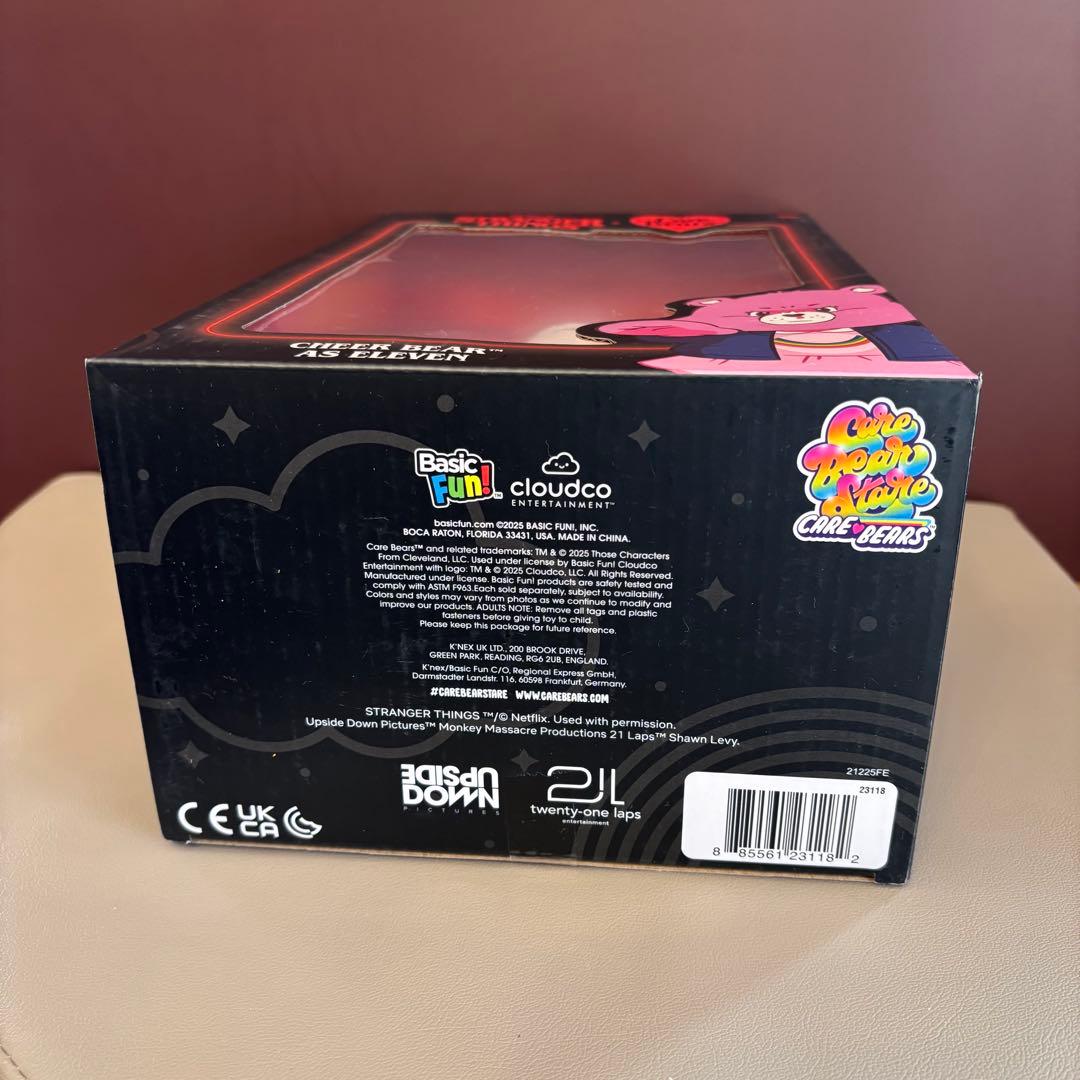 STRANGER THINGS
CHEER BEAR™
AS ELEVEN
Basic Fun!™
cloudco
ENTERTAINMENT™
Care Bear Stare
CARE BEARS™
basicfun.com ©2025 BASIC FUN!, INC.
BOCA RATON, FLORIDA 33431, USA. MADE IN CHINA.
Care Bears™ and related trademarks: TM & © 2025 Those Characters
From Cleveland, LLC. Used under license by Basic Fun! Cloudco
Entertainment with logo: TM & © 2025 Cloudco, LLC. All Rights Reserved.
Manufactured under license. Basic Fun! products are safety tested and
comply with ASTM F963.Each sold separately, subject to availability.
Colors and styles may vary from photos as we continue to modify and
improve our products. ADULTS NOTE: Remove all tags and plastic
fasteners before giving toy to child.
Please keep this package for future reference.
K'NEX UK LTD., 200 BROOK DRIVE,
GREEN PARK, READING, RG6 2UB, ENGLAND.
K'nex/Basic Fun C/O, Regional Express GmbH,
Darmstadter Landstr. 116, 60598 Frankfurt, Germany.
#CAREBEARSTARE WWW.CAREBEARS.COM
STRANGER THINGS ™/© Netflix. Used with permission.
Upside Down Pictures™ Monkey Massacre Productions 21 Laps™ Shawn Levy.
UPSIDE
DOWN
PICTURES
21L
twenty-one laps
entertainment
CE UK
CA
21225FE
23118
8 85561 23118 2